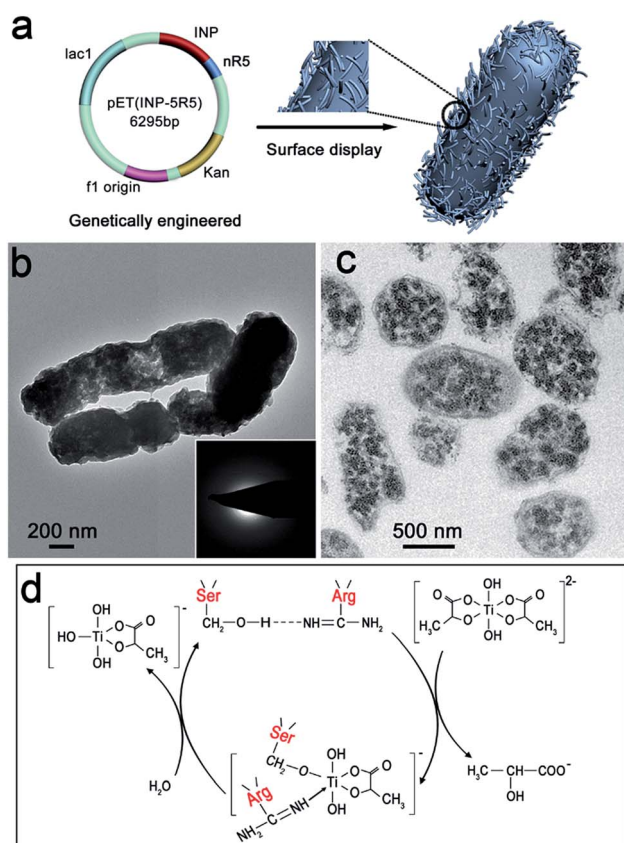 a
INP
lac1
nR5
pET(INP-5R5)
6295bp
Kan
f1 origin
Genetically engineered
Surface display
b
200 nm
c
500 nm
d
Ser
CH₂—O—H----NH=C—NH₂
Arg
OH
HO—Ti
OH
O
O
O
CH₃
-
OH
O
O
O
Ti
O
O
O
H₃C
CH₃
OH
2-
H₂O
Ser
CH₂
O
OH
Ti
O
O
O
CH₃
OH
-
Arg
NH₂—C=NH
H₃C—CH—COO⁻
OH